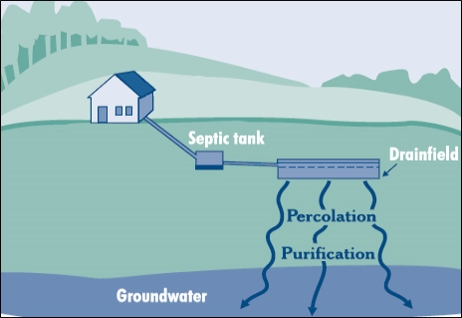 Septic tank
Drainfield
Percolation
Purification
Groundwater